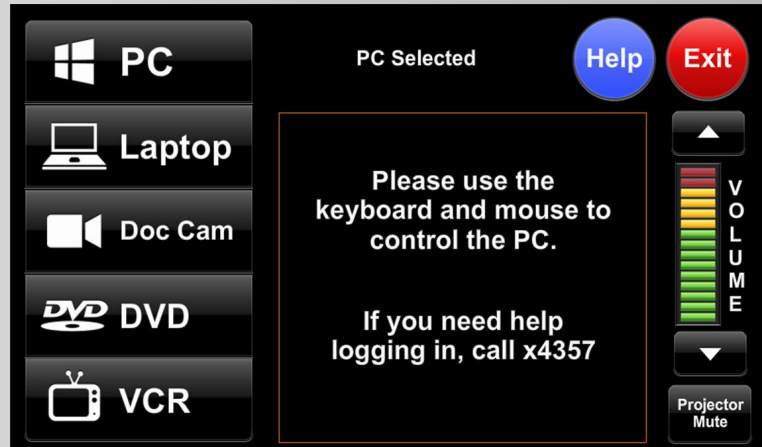 PC
Laptop
Doc Cam
DVD
DVD
VCR
PC Selected
Help
Exit
Please use the
keyboard and mouse to
control the PC.
If you need help
logging in, call x4357
VOLUME
Projector
Mute